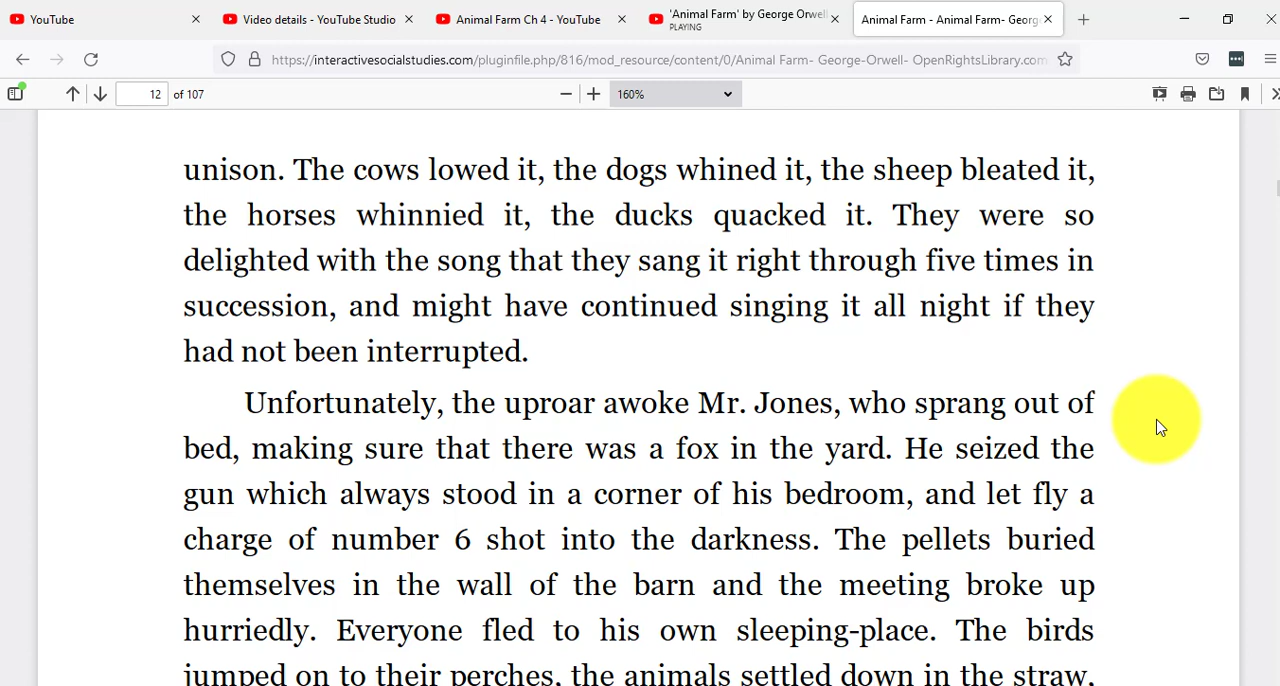 YouTube
Video details - YouTube Studio
Animal Farm Ch 4 - YouTube
'Animal Farm' by George Orwell
PLAYING
Animal Farm - Animal Farm- Georg
https://interactivesocialstudies.com/pluginfile.php/816/mod_resource/content/0/Animal Farm- George-Orwell- OpenRightsLibrary.com
12 of 107
160%
unison. The cows lowed it, the dogs whined it, the sheep bleated it,
the horses whinnied it, the ducks quacked it. They were so
delighted with the song that they sang it right through five times in
succession, and might have continued singing it all night if they
had not been interrupted.
Unfortunately, the uproar awoke Mr. Jones, who sprang out of
bed, making sure that there was a fox in the yard. He seized the
gun which always stood in a corner of his bedroom, and let fly a
charge of number 6 shot into the darkness. The pellets buried
themselves in the wall of the barn and the meeting broke up
hurriedly. Everyone fled to his own sleeping-place. The birds
jumped on to their perches, the animals settled down in the straw,